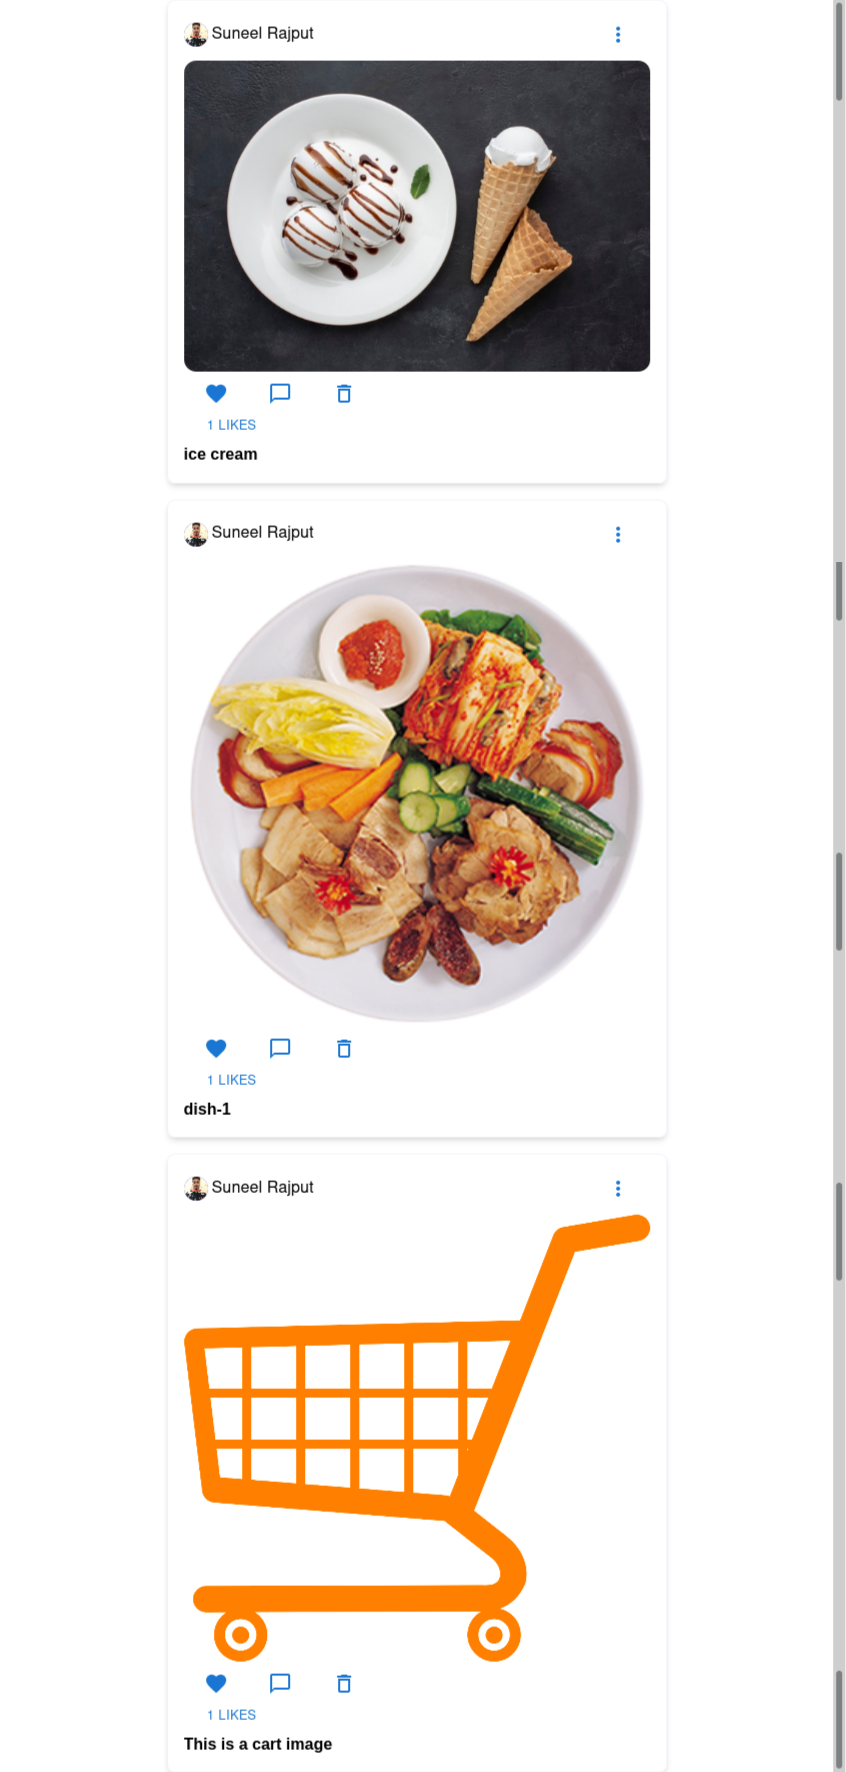 Suneel Rajput
1 LIKES
ice cream
Suneel Rajput
1 LIKES
dish-1
Suneel Rajput
1 LIKES
This is a cart image